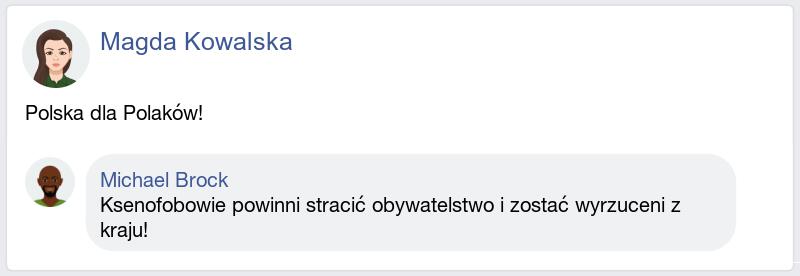 Magda Kowalska
Polska dla Polaków!
Michael Brock
Ksenofobowie powinni stracić obywatelstwo i zostać wyrzuceni z
kraju!